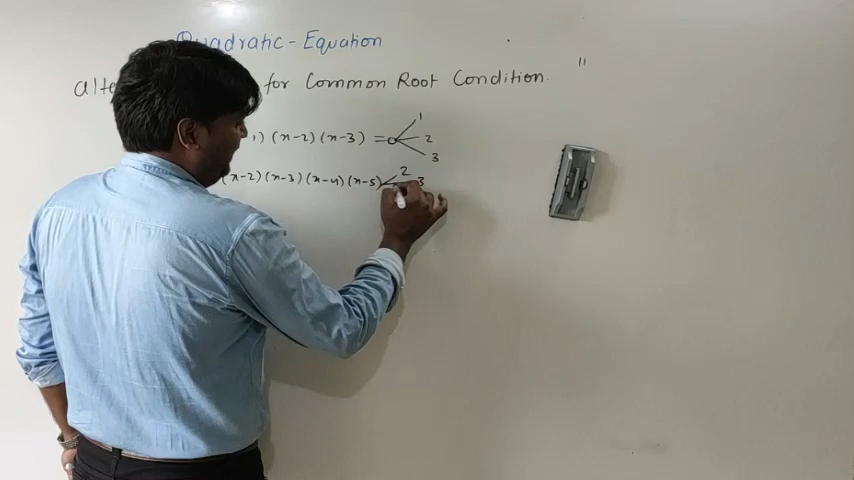 Quadratic - Equation
for Common Root Condition. "
1) (x-2) (x-3) = 0 1
2
3
(x-2) (x-3) (x-4) (x-5) 2
3